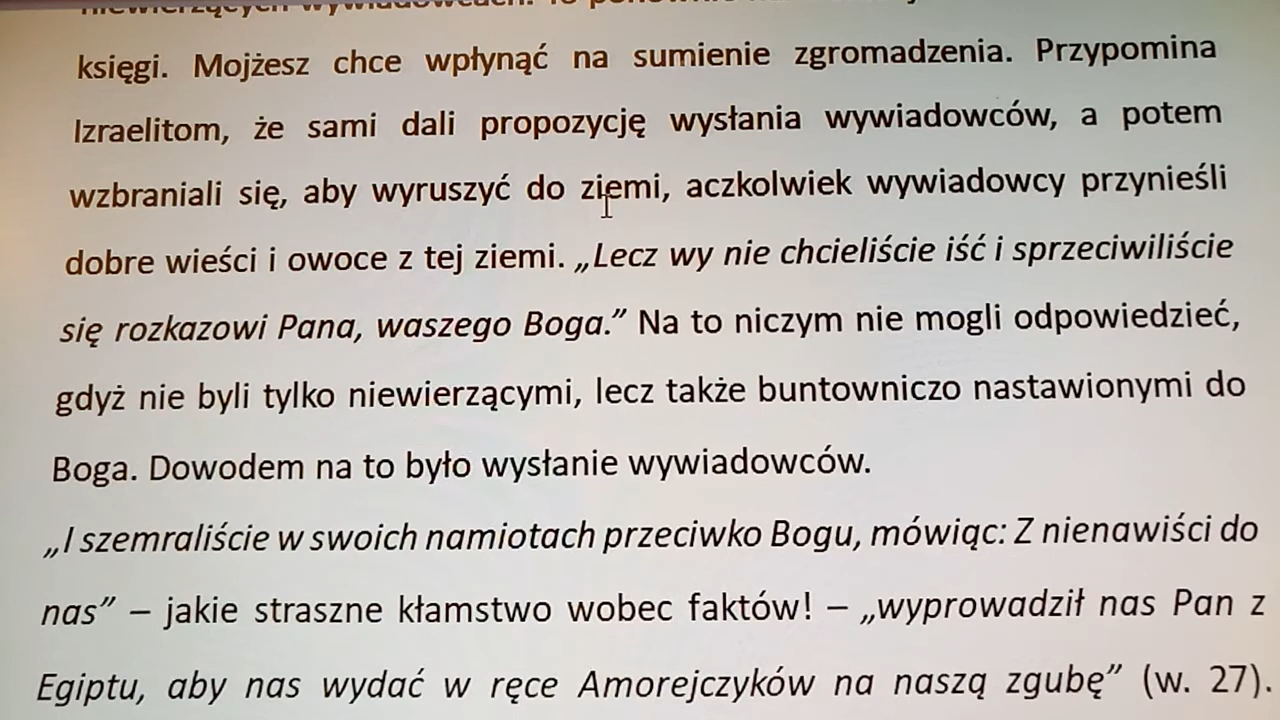 niewierzących wywiadowcach.
księgi. Mojżesz chce wpłynąć na sumienie zgromadzenia. Przypomina
Izraelitom, że sami dali propozycję wysłania wywiadowców, a potem
wzbraniali się, aby wyruszyć do ziemi, aczkolwiek wywiadowcy przynieśli
dobre wieści i owoce z tej ziemi. „Lecz wy nie chcieliście iść i sprzeciwiliście
się rozkazowi Pana, waszego Boga.” Na to niczym nie mogli odpowiedzieć,
gdyż nie byli tylko niewierzącymi, lecz także buntowniczo nastawionymi do
Boga. Dowodem na to było wysłanie wywiadowców.
„I szemraliście w swoich namiotach przeciwko Bogu, mówiąc: Z nienawiści do
nas” – jakie straszne kłamstwo wobec faktów! – „wyprowadził nas Pan z
Egiptu, aby nas wydać w ręce Amorejczyków na naszą zgubę” (w. 27).